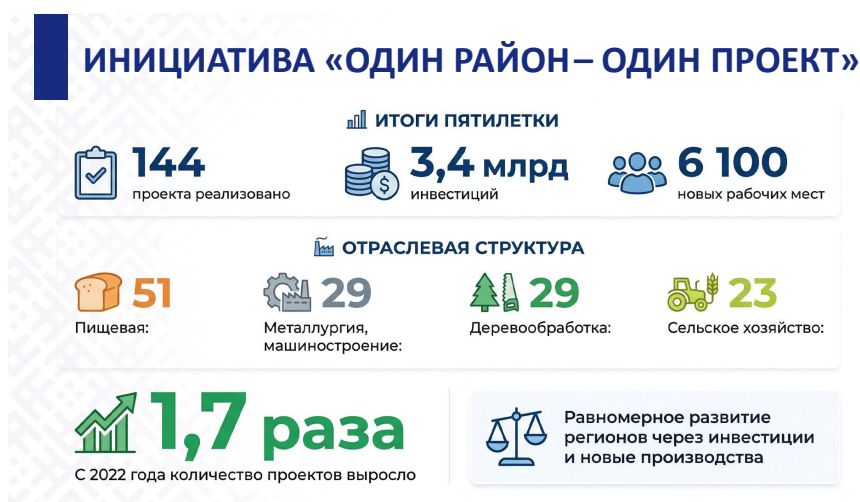 ИНИЦИАТИВА «ОДИН РАЙОН – ОДИН ПРОЕКТ»
ИТОГИ ПЯТИЛЕТКИ
144
проекта реализовано
3,4 млрд
инвестиций
6 100
новых рабочих мест
ОТРАСЛЕВАЯ СТРУКТУРА
51
Пищевая:
29
Металлургия,
машиностроение:
29
Деревообработка:
23
Сельское хозяйство:
1,7 раза
С 2022 года количество проектов выросло
Равномерное развитие
регионов через инвестиции
и новые производства